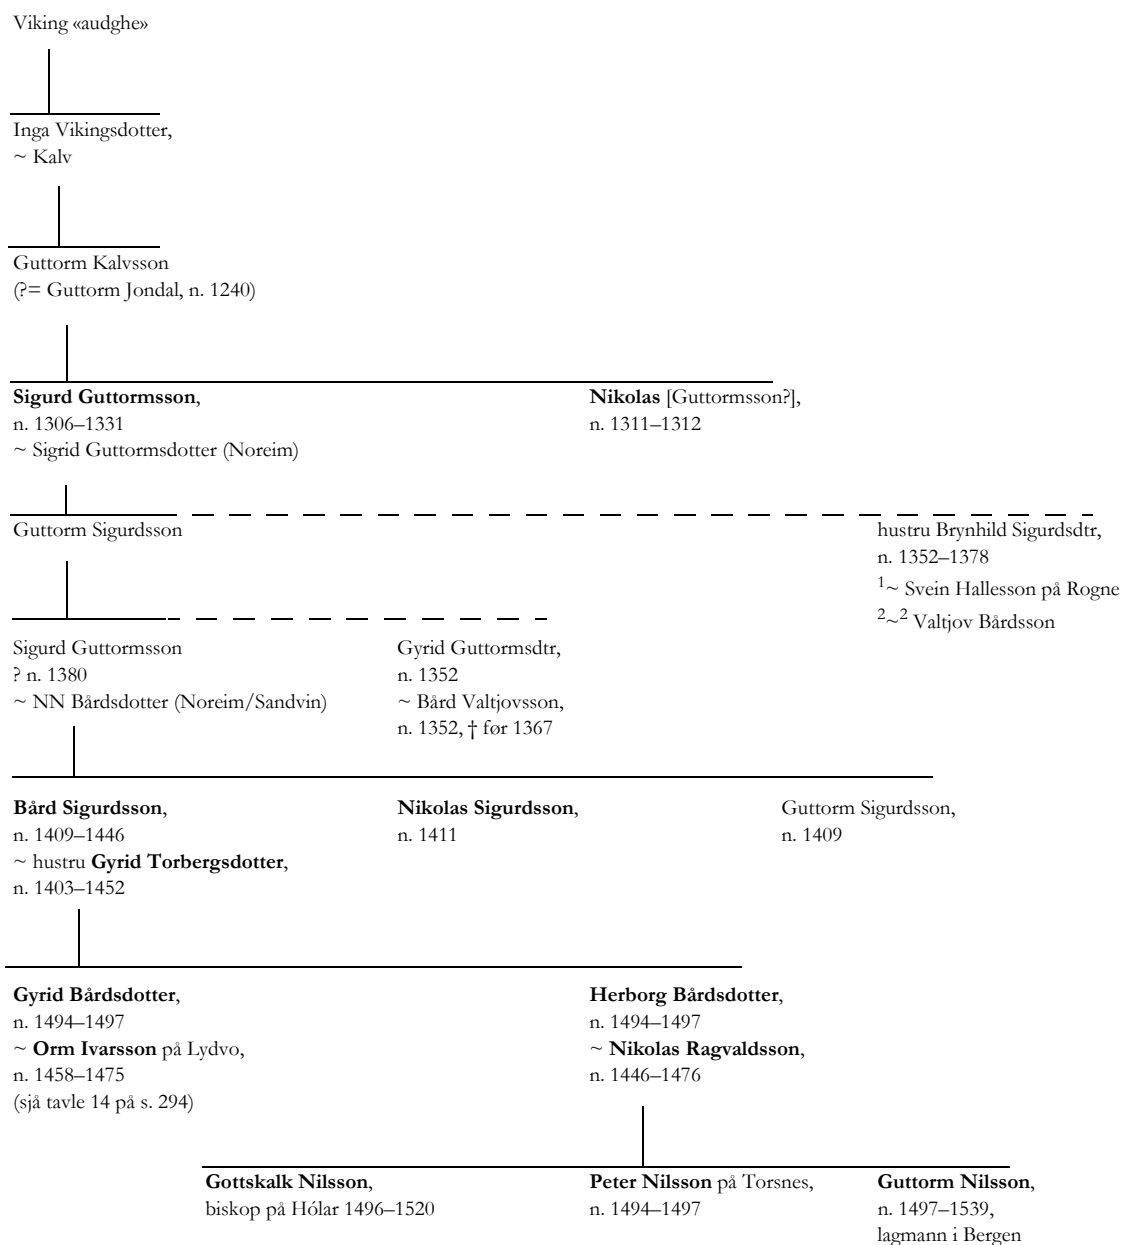 Viking «audghe»
Inga Vikingsdotter,
~ Kalv
Guttorm Kalvsson
(?= Guttorm Jondal, n. 1240)
Sigurd Guttormsson,
n. 1306–1331
~ Sigrid Guttormsdotter (Noreim)
Nikolas [Guttormsson?],
n. 1311–1312
Guttorm Sigurdsson
hustru Brynhild Sigurdsdtr,
n. 1352–1378
1~ Svein Hallesson på Rogne
2~2 Valtjov Bårdsson
Sigurd Guttormsson
? n. 1380
~ NN Bårdsdotter (Noreim/Sandvin)
Gyrid Guttormsdtr,
n. 1352
~ Bård Valtjovsson,
n. 1352, † før 1367
Bård Sigurdsson,
n. 1409–1446
~ hustru Gyrid Torbergsdotter,
n. 1403–1452
Nikolas Sigurdsson,
n. 1411
Guttorm Sigurdsson,
n. 1409
Gyrid Bårdsdotter,
n. 1494–1497
~ Orm Ivarsson på Lydvo,
n. 1458–1475
(sjå tavle 14 på s. 294)
Herborg Bårdsdotter,
n. 1494–1497
~ Nikolas Ragvaldsson,
n. 1446–1476
Gottskalk Nilsson,
biskop på Hólar 1496–1520
Peter Nilsson på Torsnes,
n. 1494–1497
Guttorm Nilsson,
n. 1497–1539,
lagmann i Bergen